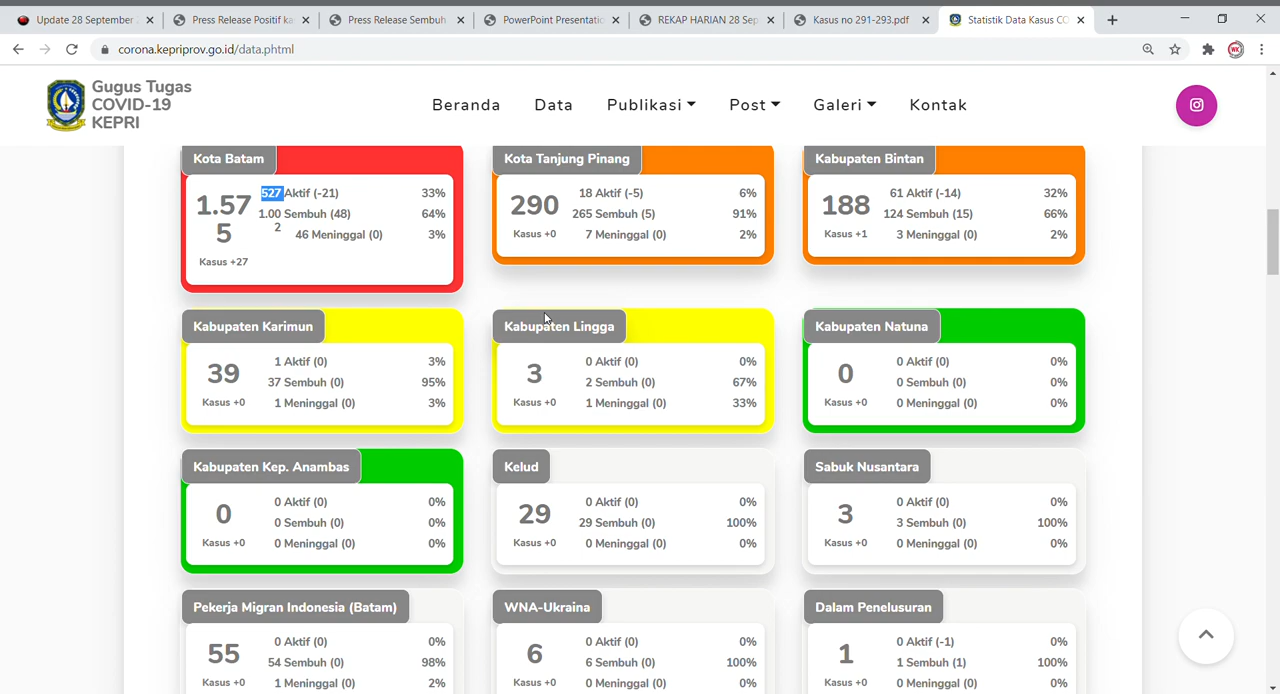 Update 28 September
Press Release Positif ka
Press Release Sembuh
PowerPoint Presentatio
REKAP HARIAN 28 Sep
Kasus no 291-293.pdf
Statistik Data Kasus CO
corona.kepriprov.go.id/data.phtml
WK
Gugus Tugas
COVID-19
KEPRI
Beranda
Data
Publikasi
Post
Galeri
Kontak
Kota Batam
1.57
5
Kasus +27
527 Aktif (-21) 33%
1.00 Sembuh (48) 64%
2
46 Meninggal (0) 3%
Kota Tanjung Pinang
290
Kasus +0
18 Aktif (-5) 6%
265 Sembuh (5) 91%
7 Meninggal (0) 2%
Kabupaten Bintan
188
Kasus +1
61 Aktif (-14) 32%
124 Sembuh (15) 66%
3 Meninggal (0) 2%
Kabupaten Karimun
39
Kasus +0
1 Aktif (0) 3%
37 Sembuh (0) 95%
1 Meninggal (0) 3%
Kabupaten Lingga
3
Kasus +0
0 Aktif (0) 0%
2 Sembuh (0) 67%
1 Meninggal (0) 33%
Kabupaten Natuna
0
Kasus +0
0 Aktif (0) 0%
0 Sembuh (0) 0%
0 Meninggal (0) 0%
Kabupaten Kep. Anambas
0
Kasus +0
0 Aktif (0) 0%
0 Sembuh (0) 0%
0 Meninggal (0) 0%
Kelud
29
Kasus +0
0 Aktif (0) 0%
29 Sembuh (0) 100%
0 Meninggal (0) 0%
Sabuk Nusantara
3
Kasus +0
0 Aktif (0) 0%
3 Sembuh (0) 100%
0 Meninggal (0) 0%
Pekerja Migran Indonesia (Batam)
55
Kasus +0
0 Aktif (0) 0%
54 Sembuh (0) 98%
1 Meninggal (0) 2%
WNA-Ukraina
6
Kasus +0
0 Aktif (0) 0%
6 Sembuh (0) 100%
0 Meninggal (0) 0%
Dalam Penelusuran
1
Kasus +0
0 Aktif (-1) 0%
1 Sembuh (1) 100%
0 Meninggal (0) 0%